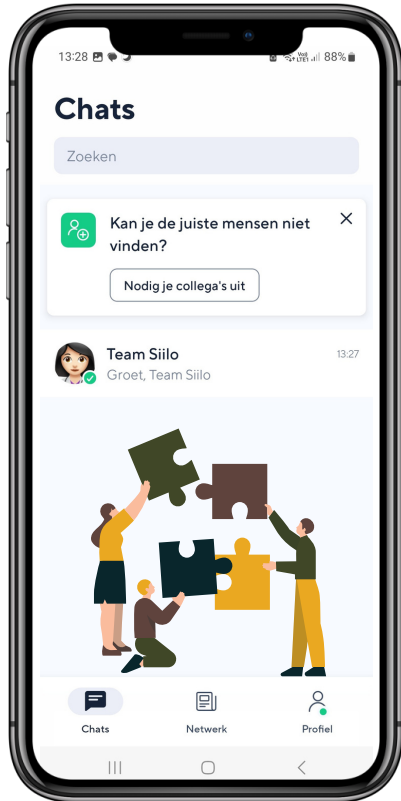 13:28 88%
Chats
Zoeken
Kan je de juiste mensen niet
vinden?
Nodig je collega's uit
Team Siilo
13:27
Groet, Team Siilo
Chats
Netwerk
Profiel